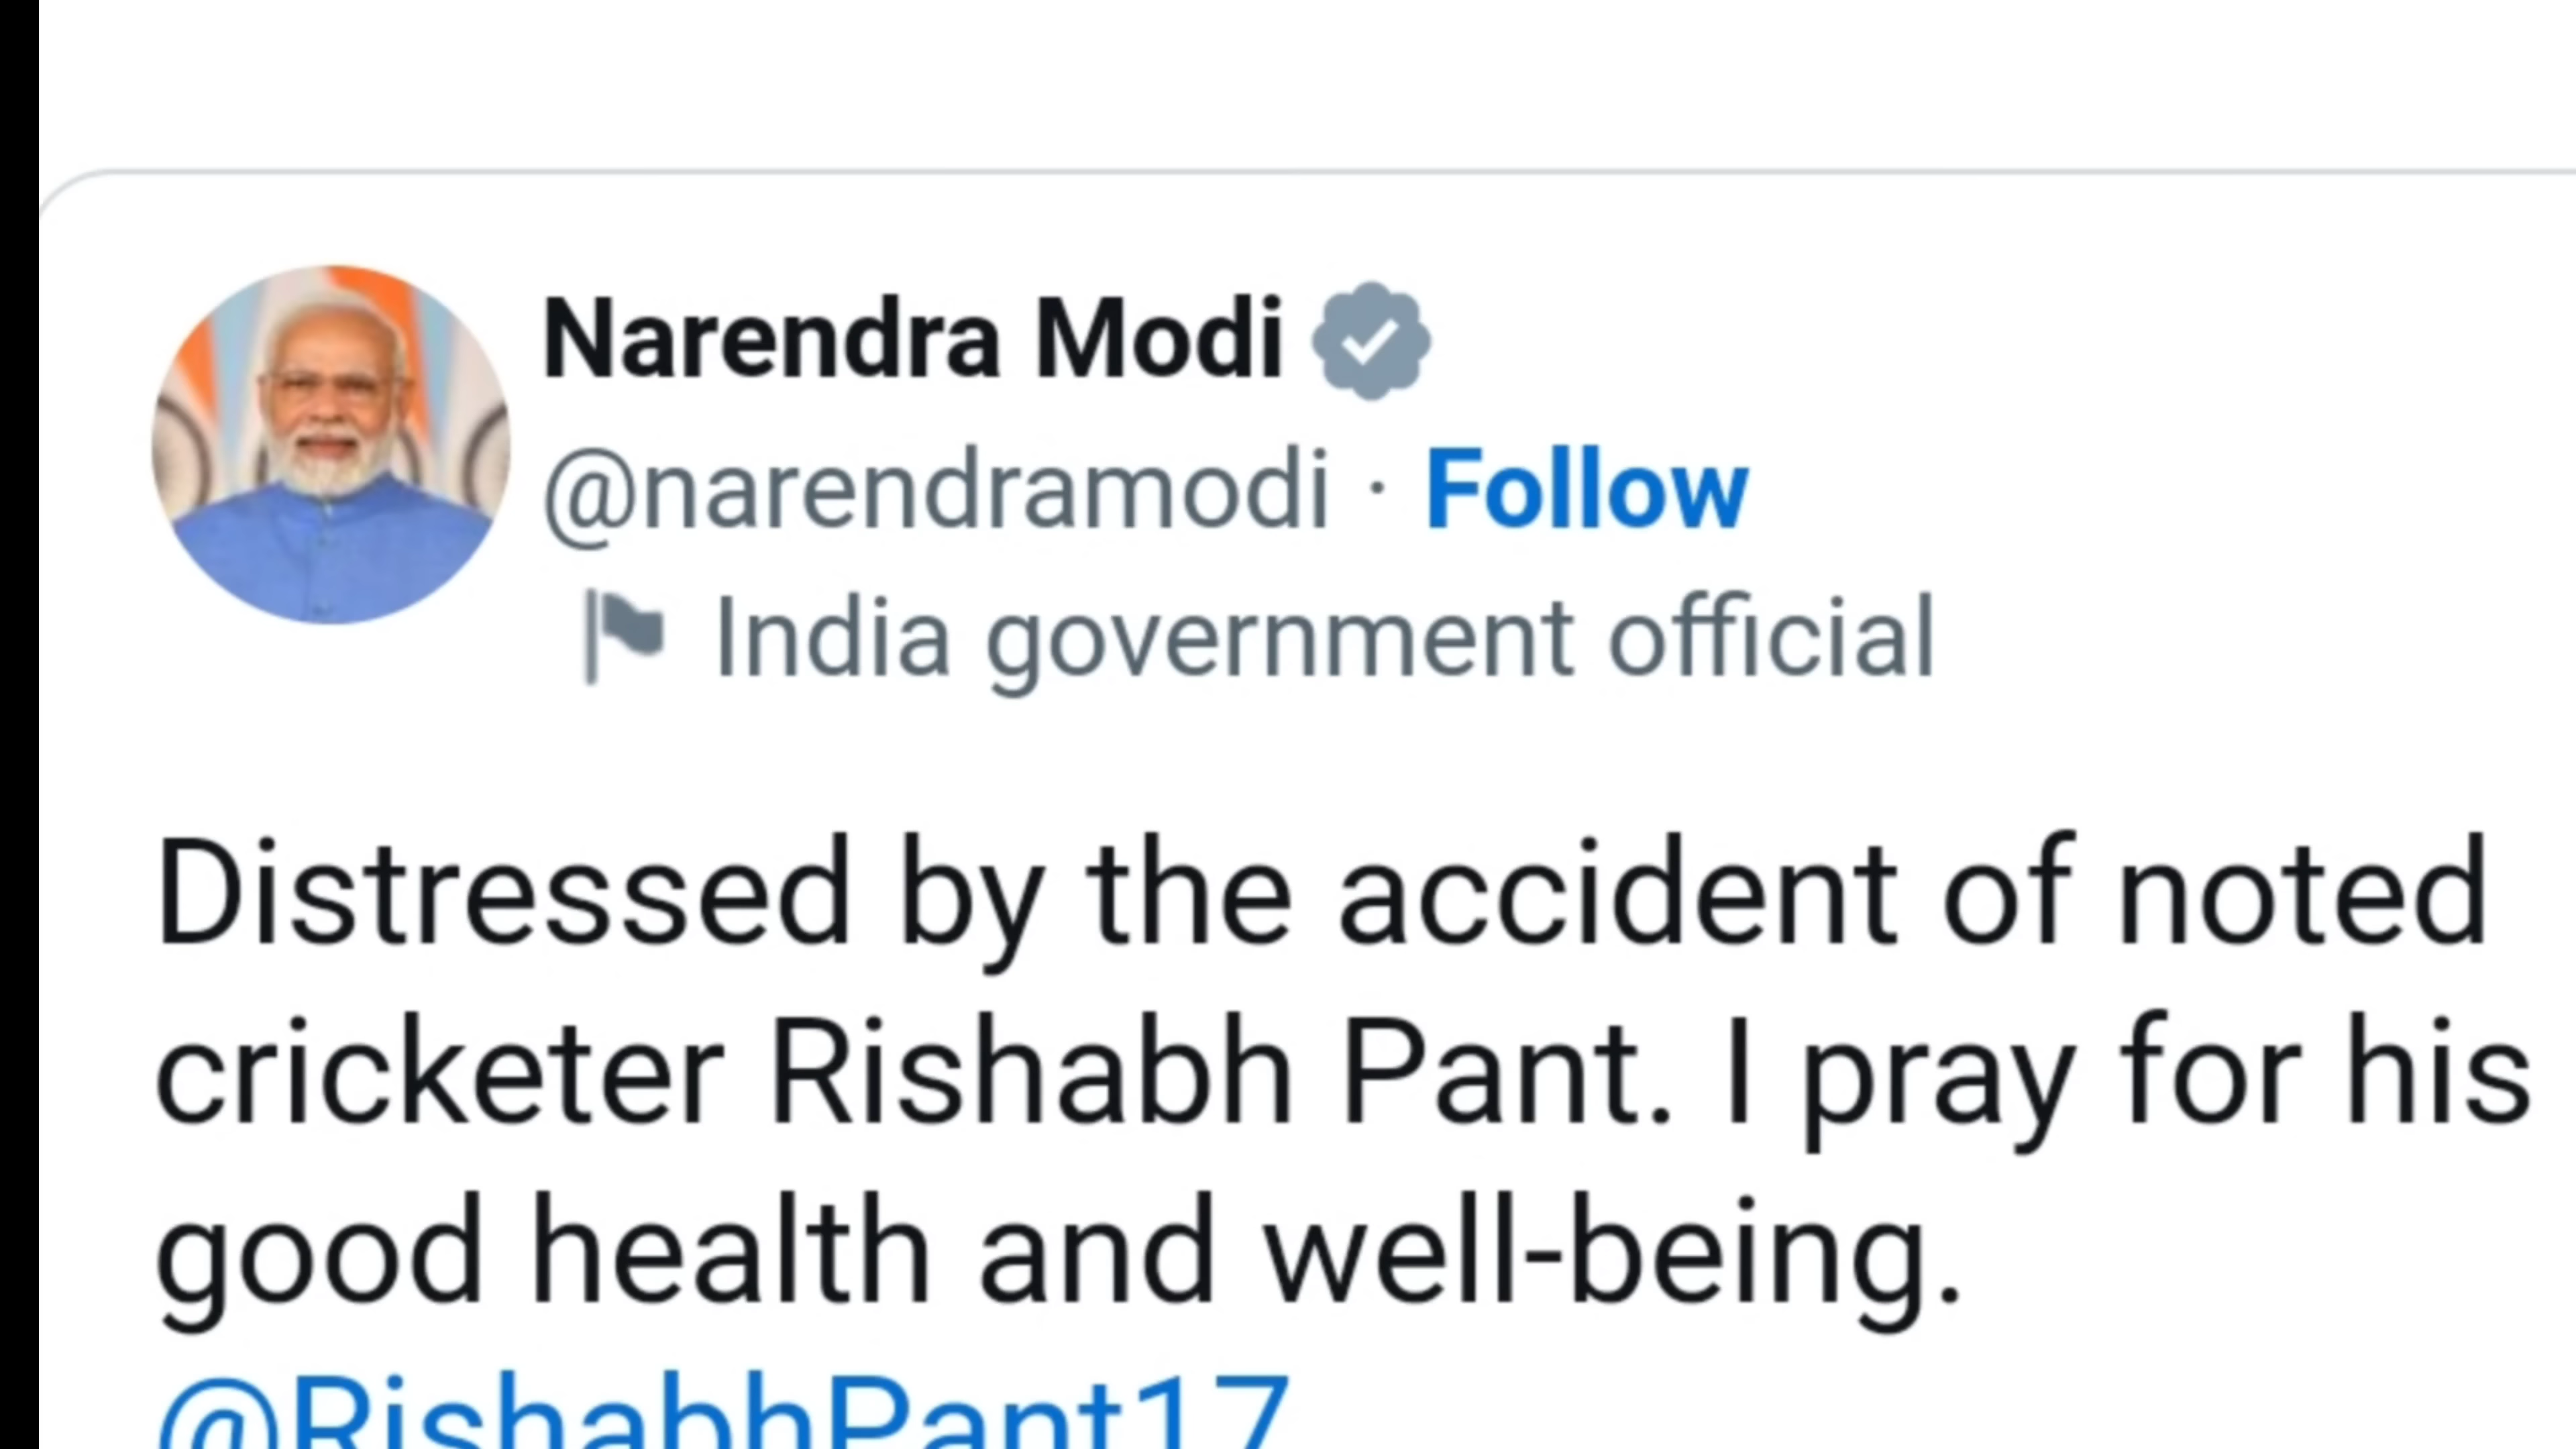 Narendra Modi
@narendramodi · Follow
India government official
Distressed by the accident of noted
cricketer Rishabh Pant. I pray for his
good health and well-being.
@RishabhPant17